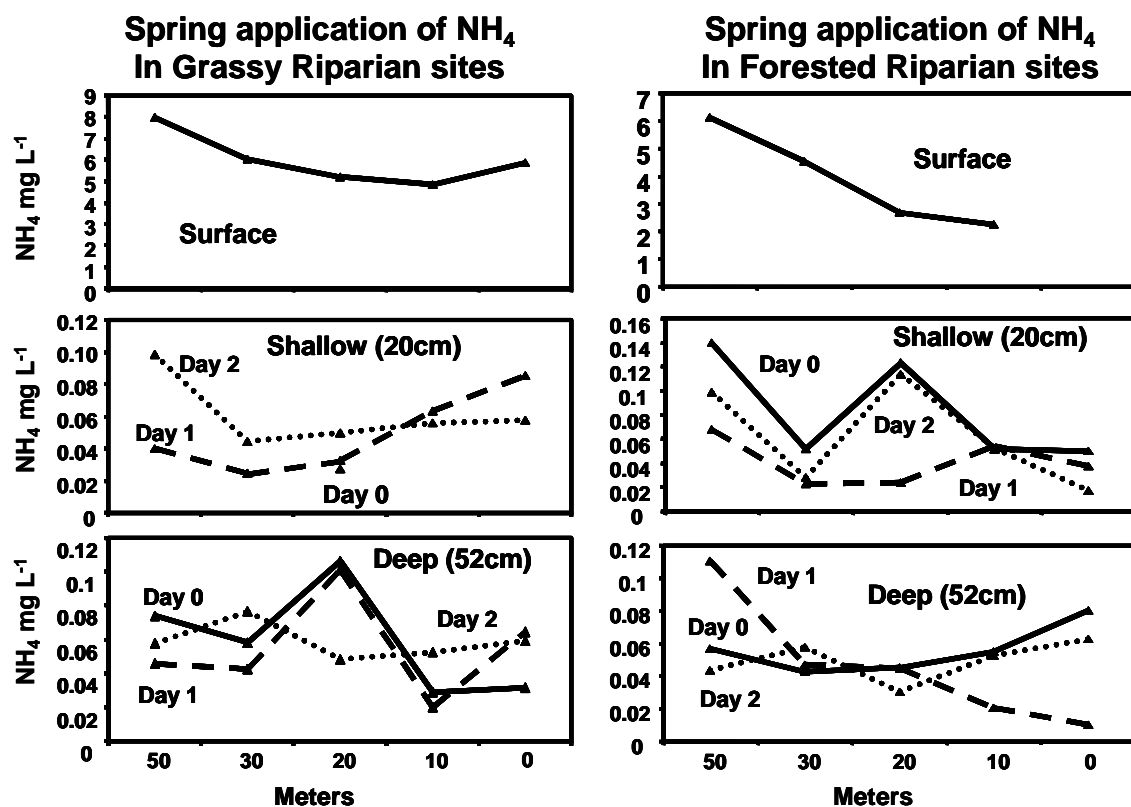 Spring application of NH₄
In Grassy Riparian sites
NH₄ mg L⁻¹
9
8
7
6
5
4
3
2
1
0
Surface
NH₄ mg L⁻¹
0.12
0.10
0.08
0.06
0.04
0.02
0
Shallow (20cm)
Day 2
Day 1
Day 0
NH₄ mg L⁻¹
0.12
0.1
0.08
0.06
0.04
0.02
0
Deep (52cm)
Day 0
Day 2
Day 1
50 30 20 10 0
Meters
Spring application of NH₄
In Forested Riparian sites
7
6
5
4
3
2
1
0
Surface
0.16
0.14
0.12
0.10
0.08
0.06
0.04
0.02
0
Shallow (20cm)
Day 0
Day 2
Day 1
0.12
0.1
0.08
0.06
0.04
0.02
0
Day 1
Deep (52cm)
Day 0
Day 2
50 30 20 10 0
Meters